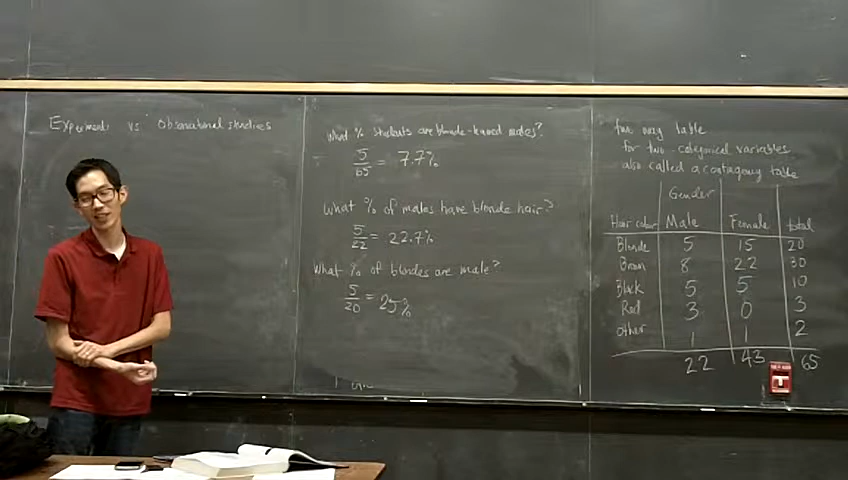 Experiment vs Observational studies
What % students are blonde-haired males?
5/65 = 7.7%
What % of males have blonde hair?
5/22 = 22.7%
What % of blondes are male?
5/20 = 25%
two way table
for two categorical variables
also called a contingency table
Gender
Hair color Male Female total
Blonde 5 15 20
Brown 8 22 30
Black 5 5 10
Red 3 0 3
Other 1 1 2
22 43 65